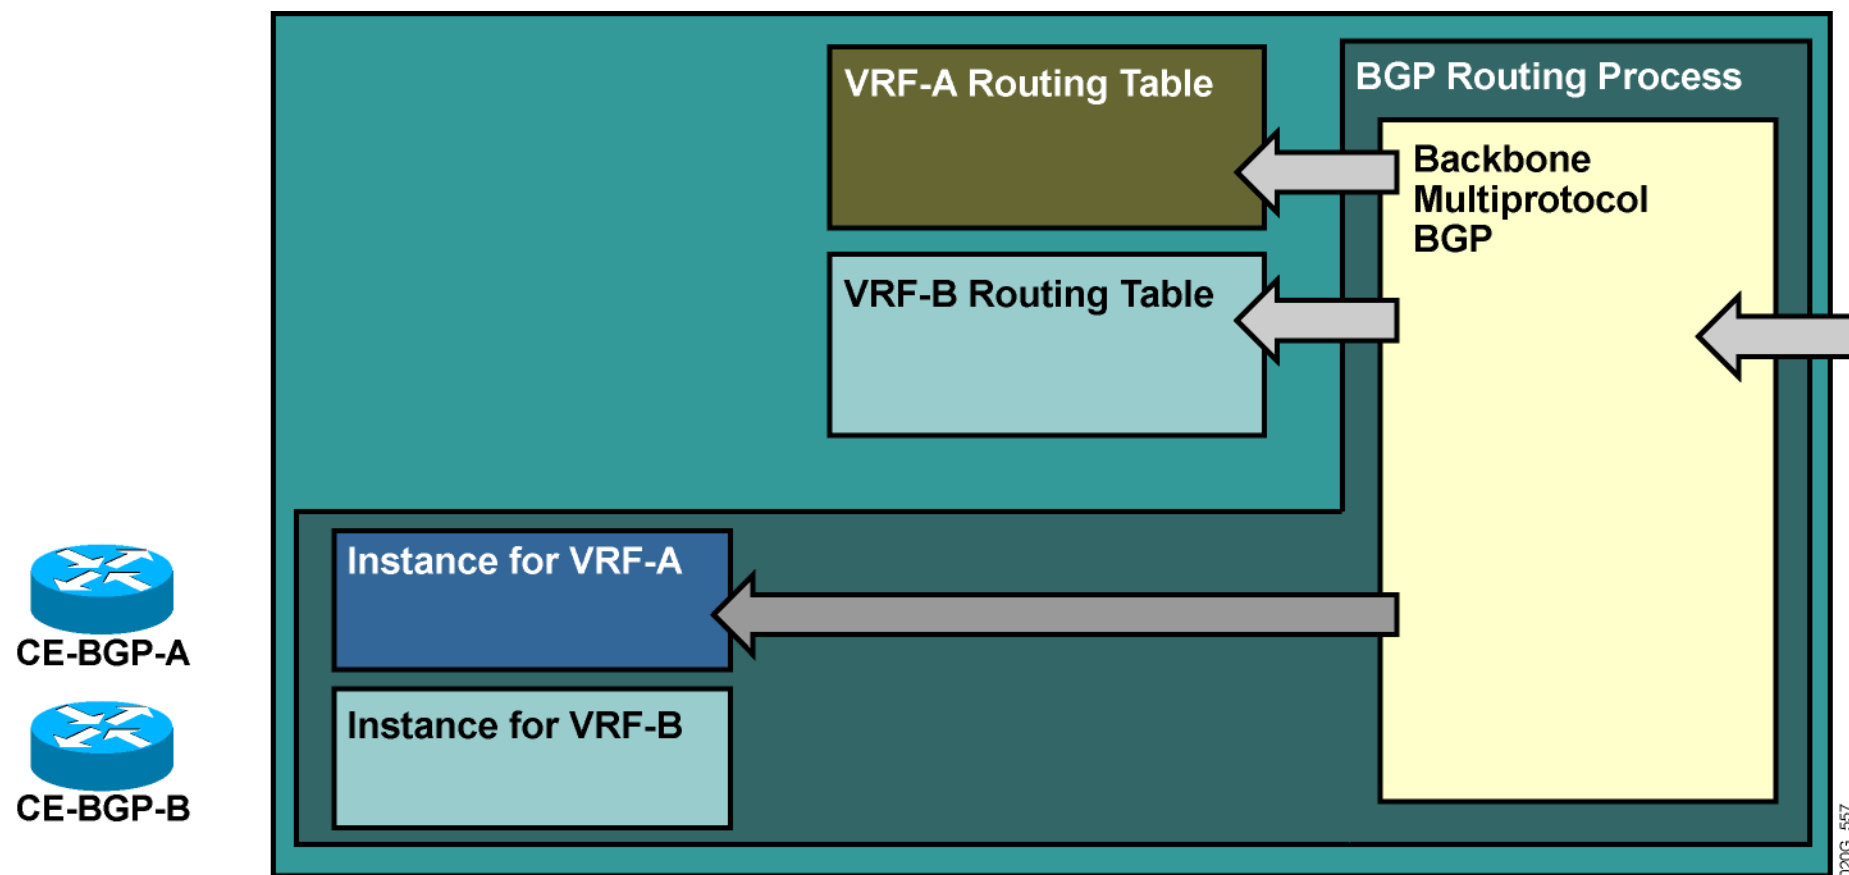 VRF-A Routing Table
BGP Routing Process
Backbone
Multiprotocol
BGP
VRF-B Routing Table
Instance for VRF-A
CE-BGP-A
Instance for VRF-B
CE-BGP-B
020G_557